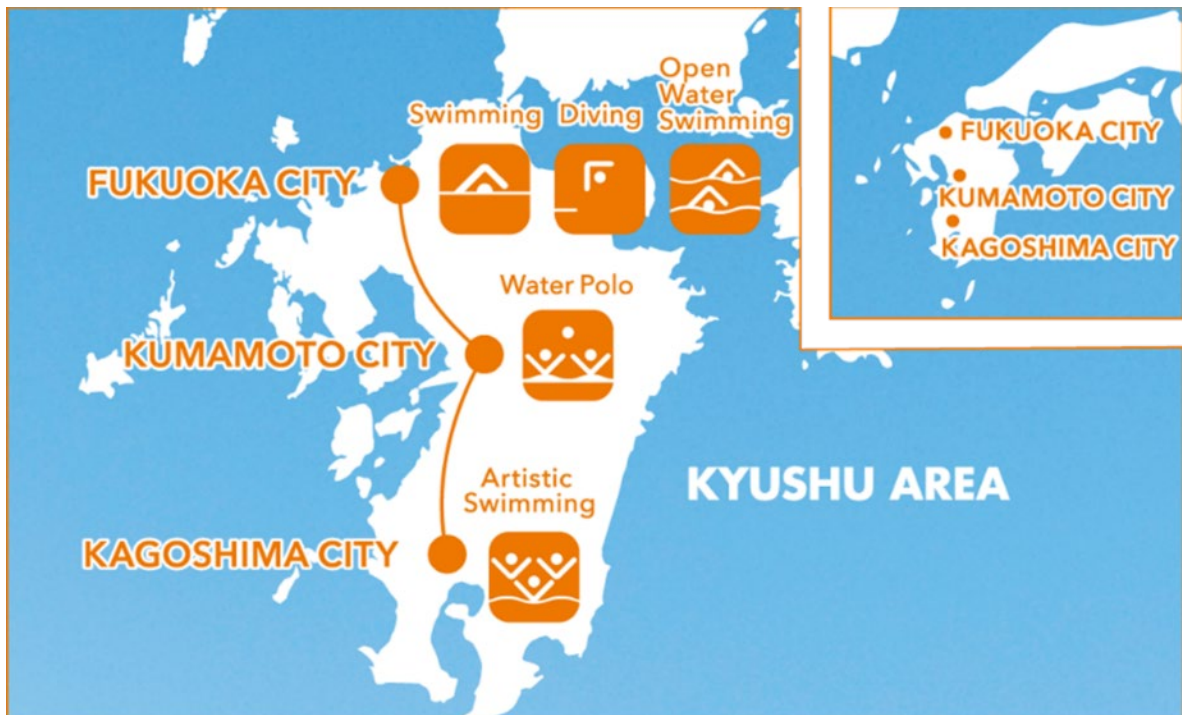 Swimming
Diving
Open
Water
Swimming
FUKUOKA CITY
Water Polo
KUMAMOTO CITY
Artistic
Swimming
KAGOSHIMA CITY
KYUSHU AREA
FUKUOKA CITY
KUMAMOTO CITY
KAGOSHIMA CITY